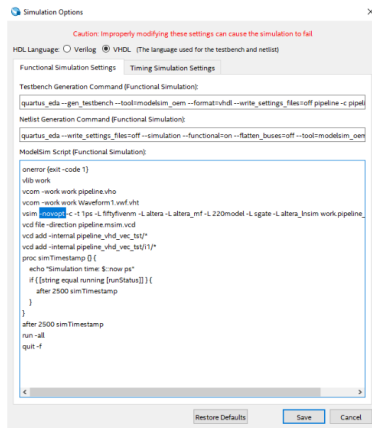 Simulation Options
Caution: Improperly modifying these settings can cause the simulation to fail
HDL Language: Verilog VHDL (The language used for the testbench and netlist)
Functional Simulation Settings Timing Simulation Settings
Testbench Generation Command (Functional Simulation):
quartus_eda --gen_testbench --tool=modelsim_oem --format=vhdl --write_settings_files=off pipeline -c pipeli
Netlist Generation Command (Functional Simulation):
quartus_eda --write_settings_files=off --simulation --functional=on --flatten_buses=off --tool=modelsim_oem
ModelSim Script (Functional Simulation):
onerror {exit -code 1}
vlib work
vcom -work work pipeline.vho
vcom -work work Waveform1.vwf.vht
vsim -novopt -c -t 1ps -L fiftyfivenm -L altera -L altera_mf -L 220model -L sgate -L altera_lnsim work.pipeline_
vcd file -direction pipeline.msim.vcd
vcd add -internal pipeline_vhd_vec_tst/*
vcd add -internal pipeline_vhd_vec_tst/i1/*
proc simTimestamp {} {
echo "Simulation time: $::now ps"
if { [string equal running [runStatus]] } {
after 2500 simTimestamp
}
}
after 2500 simTimestamp
run -all
quit -f
Restore Defaults Save Cancel